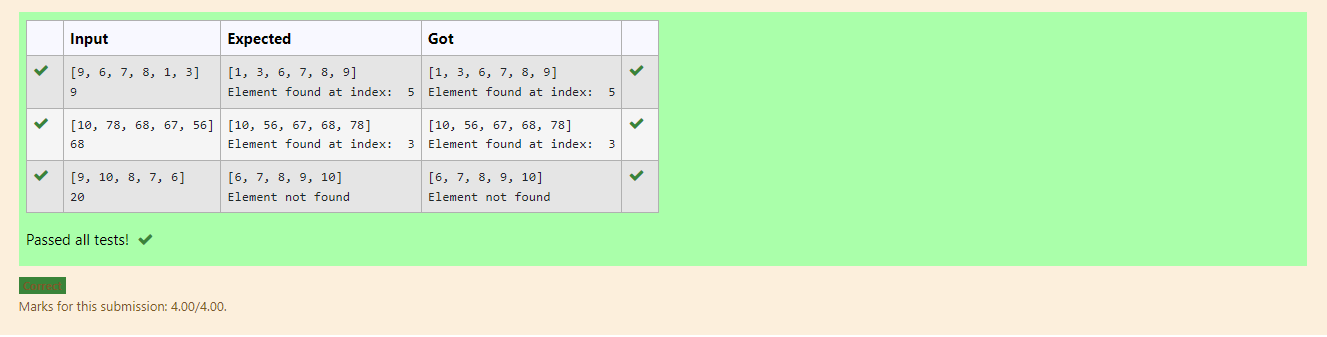 Input Expected Got
[9, 6, 7, 8, 1, 3] [1, 3, 6, 7, 8, 9] [1, 3, 6, 7, 8, 9]
9 Element found at index:  5 Element found at index:  5
[10, 78, 68, 67, 56] [10, 56, 67, 68, 78] [10, 56, 67, 68, 78]
68 Element found at index:  3 Element found at index:  3
[9, 10, 8, 7, 6] [6, 7, 8, 9, 10] [6, 7, 8, 9, 10]
20 Element not found Element not found
Passed all tests!
Correct
Marks for this submission: 4.00/4.00.